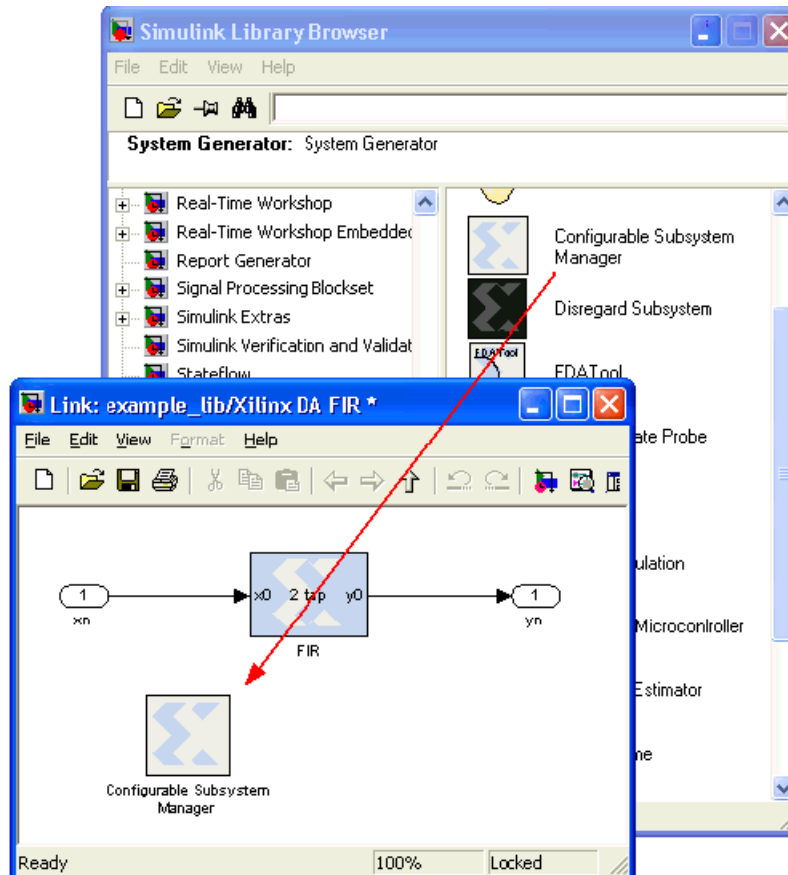 Simulink Library Browser
File Edit View Help
System Generator: System Generator
Real-Time Workshop
Real-Time Workshop Embedded
Report Generator
Signal Processing Blockset
Simulink Extras
Simulink Verification and Validat
Stateflow
Configurable Subsystem
Manager
Disregard Subsystem
FDATool
FDATool
ate Probe
ulation
Microconlroller
Estimator
me
Link: example_lib/Xilinx DA FIR *
File Edit View Format Help
1
xn
x0 2 tap y0
FIR
1
yn
Configurable Subsystem
Manager
Ready 100% Locked